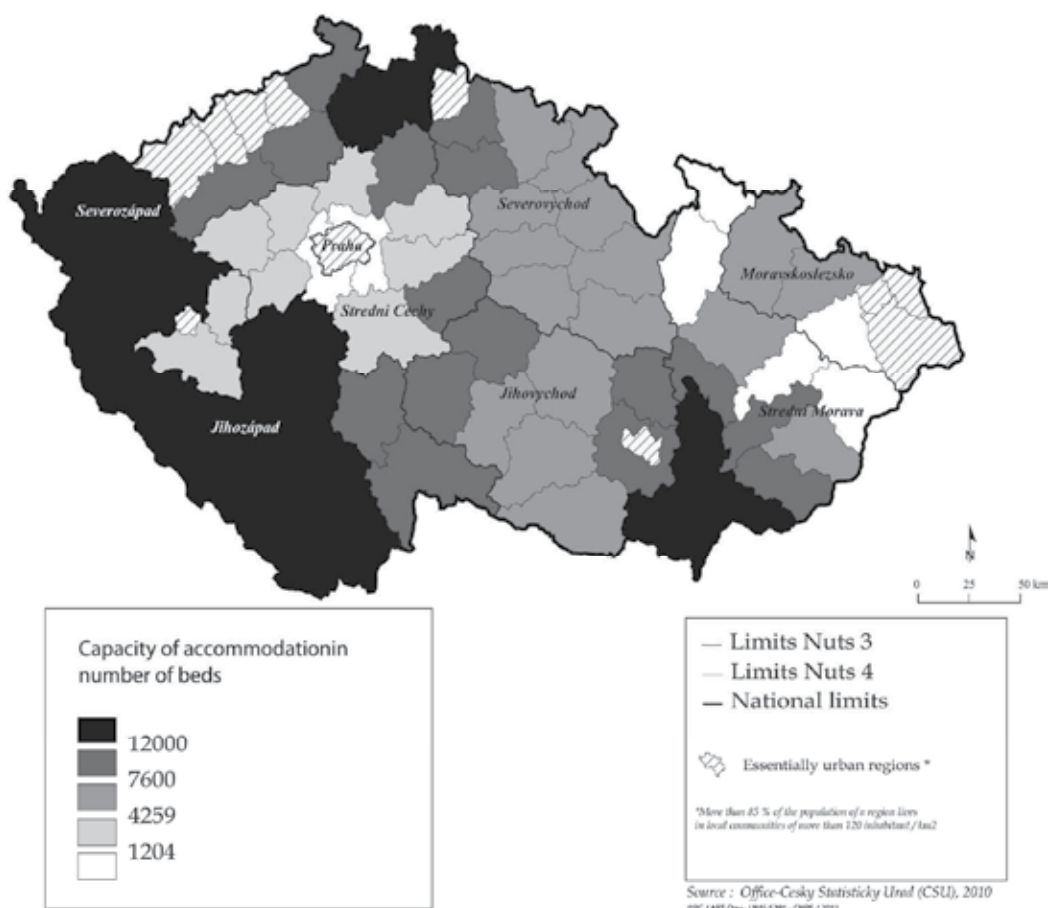 Severozápad
Severovýchod
Praha
Moravskoslezsko
Stredni Cechy
Jihovychod
Stredni Morava
Jihozápad
N
0 25 50 km
Capacity of accommodationin
number of beds
12000
7600
4259
1204
Limits Nuts 3
Limits Nuts 4
National limits
Essentially urban regions *
*More than 85 % of the population of a region lives
in local communities of more than 120 inhabitant / km2
Source : Office-Cesky Statisticky Urad (CSU), 2010